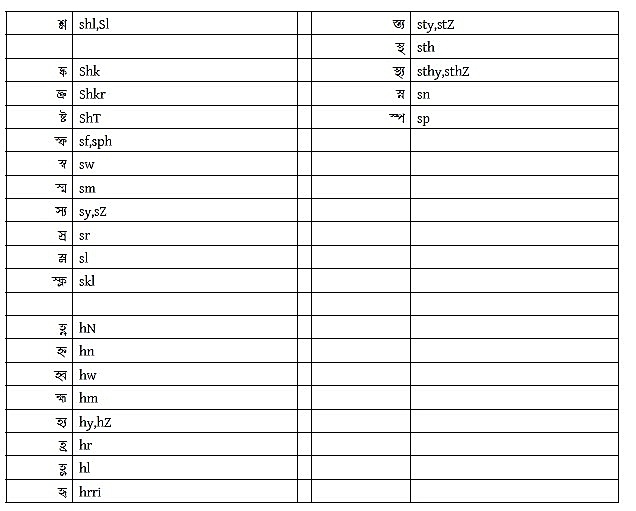 শ্ল shl,Sl স্ত্য sty,stZ
স্থ sth
ষ্ক Shk স্থ্য sthy,sthZ
ষ্ক্র Shkr স্ন sn
ষ্ট ShT স্প sp
স্ফ sf,sph
স্ব sw
স্ম sm
স্য sy,sZ
স্র sr
স্ল sl
স্ক্ল skl
হ্ণ hN
হ্ন hn
হ্ব hw
হ্ম hm
হ্য hy,hZ
হ্র hr
হ্ল hl
হৃ hrri